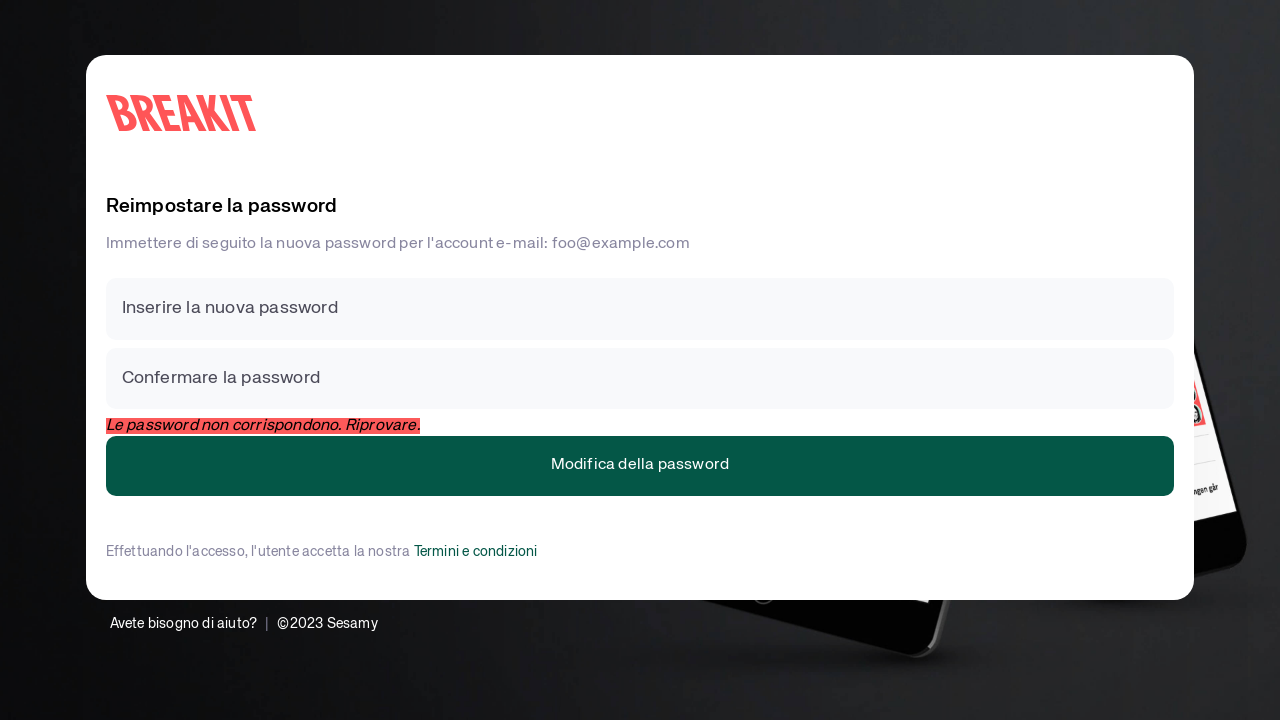 BREAKIT
Reimpostare la password
Immettere di seguito la nuova password per l'account e-mail: foo@example.com
Inserire la nuova password
Confermare la password
Le password non corrispondono. Riprovare.
Modifica della password
ngen går
Effettuando l'accesso, l'utente accetta la nostra Termini e condizioni
Avete bisogno di aiuto? | ©2023 Sesamy